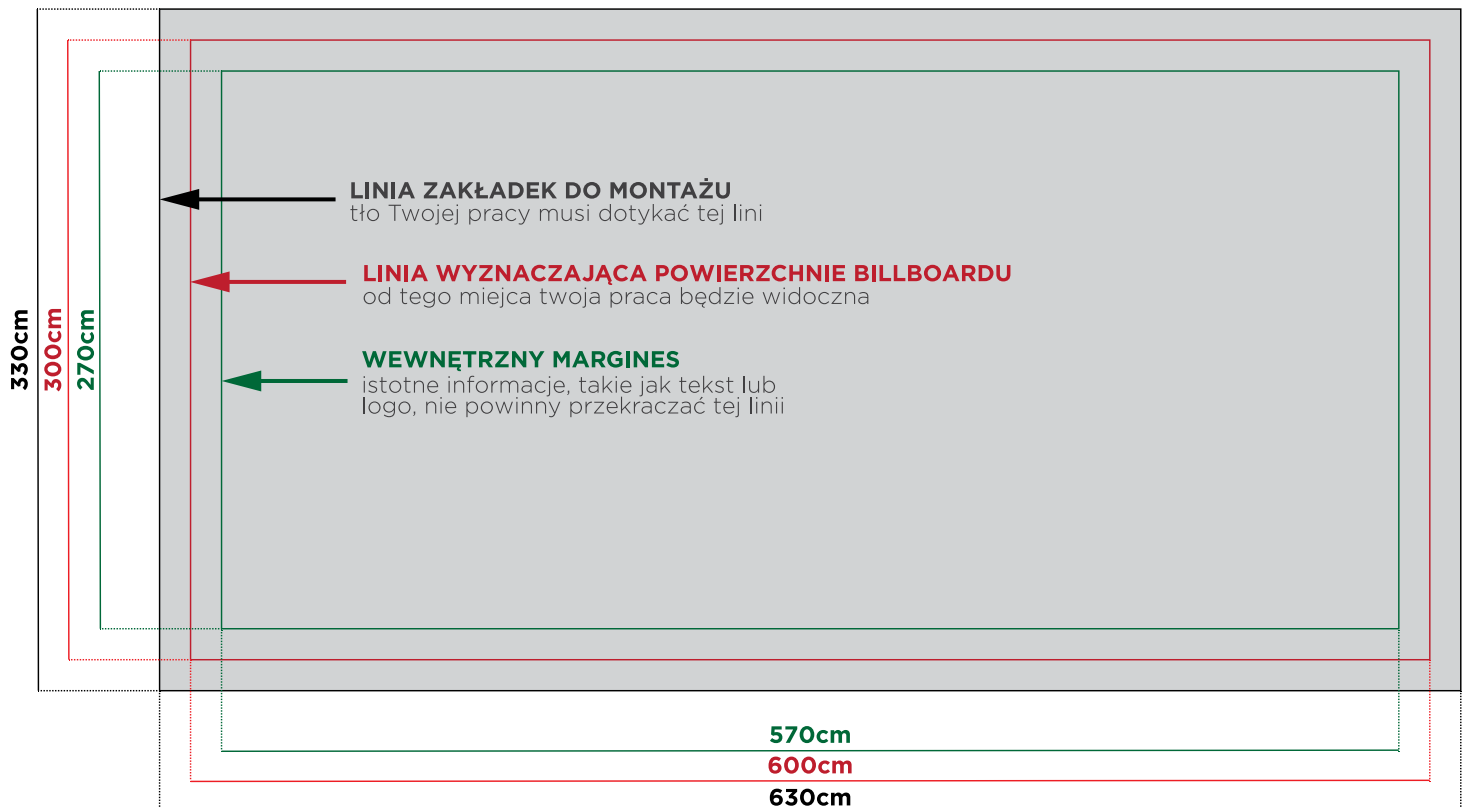 LINIA ZAKŁADEK DO MONTAŻU
tło Twojej pracy musi dotykać tej lini
LINIA WYZNACZAJĄCA POWIERZCHNIE BILLBOARDU
od tego miejca twoja praca będzie widoczna
WEWNĘTRZNY MARGINES
istotne informacje, takie jak tekst lub
logo, nie powinny przekraczać tej linii
330cm
300cm
270cm
570cm
600cm
630cm